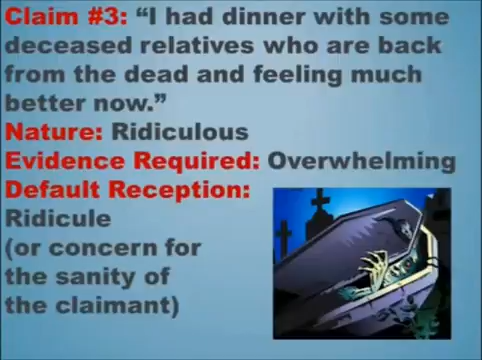 Claim #3: “I had dinner with some
deceased relatives who are back
from the dead and feeling much
better now.”
Nature: Ridiculous
Evidence Required: Overwhelming
Default Reception:
Ridicule
(or concern for
the sanity of
the claimant)